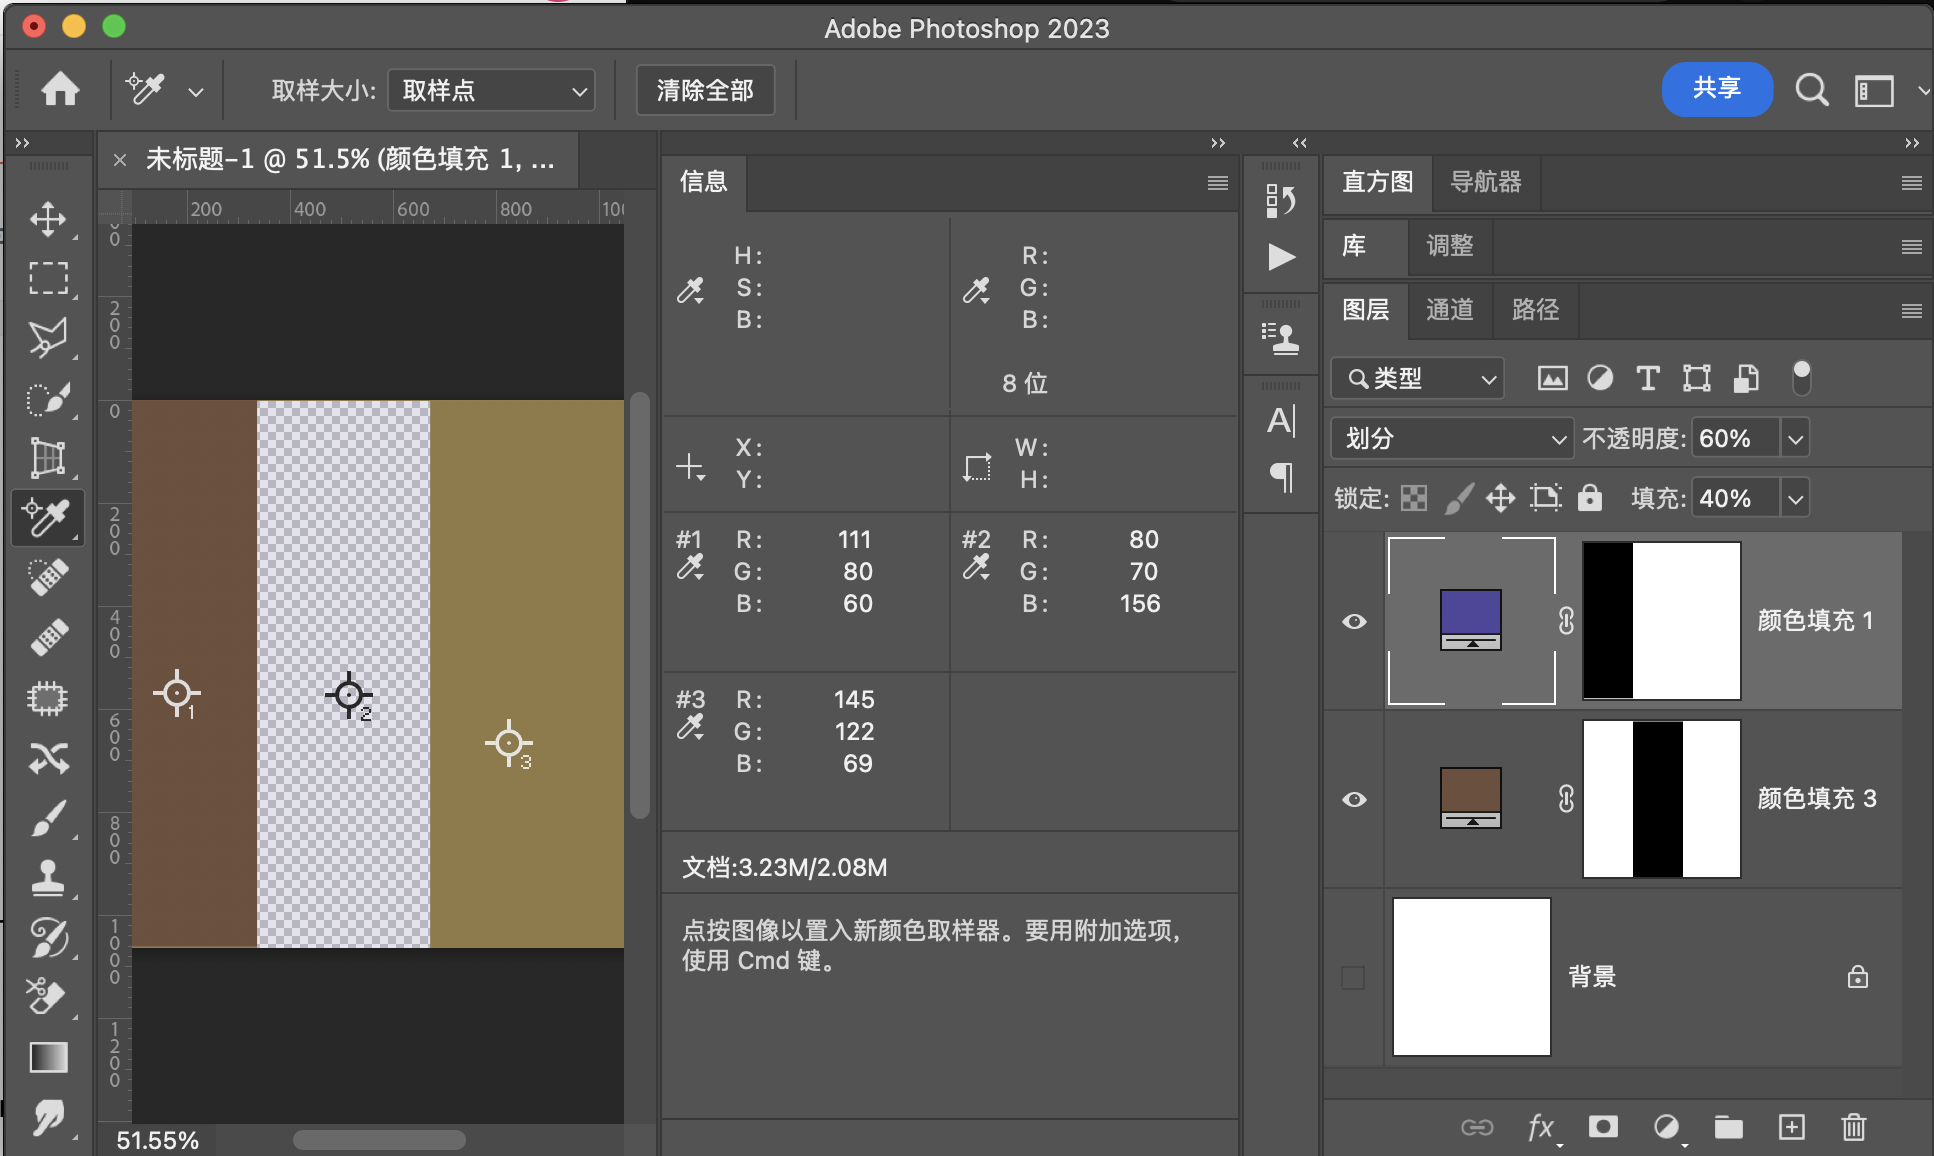 Adobe Photoshop 2023
取样大小: 取样点 清除全部 共享
未标题-1 @ 51.5% (颜色填充 1, ...
200 400 600 800
0
200
0
200
400
600
800
1000
1200
51.55%
1
2
3
信息
H:
S:
B:
R:
G:
B:
8 位
X:
Y:
W:
H:
#1 R: 111
G: 80
B: 60
#2 R: 80
G: 70
B: 156
#3 R: 145
G: 122
B: 69
文档:3.23M/2.08M
点按图像以置入新颜色取样器。要用附加选项,
使用 Cmd 键。
A
直方图 导航器
库 调整
图层 通道 路径
类型
T
划分 不透明度: 60%
锁定: 填充: 40%
颜色填充 1
颜色填充 3
背景
fx